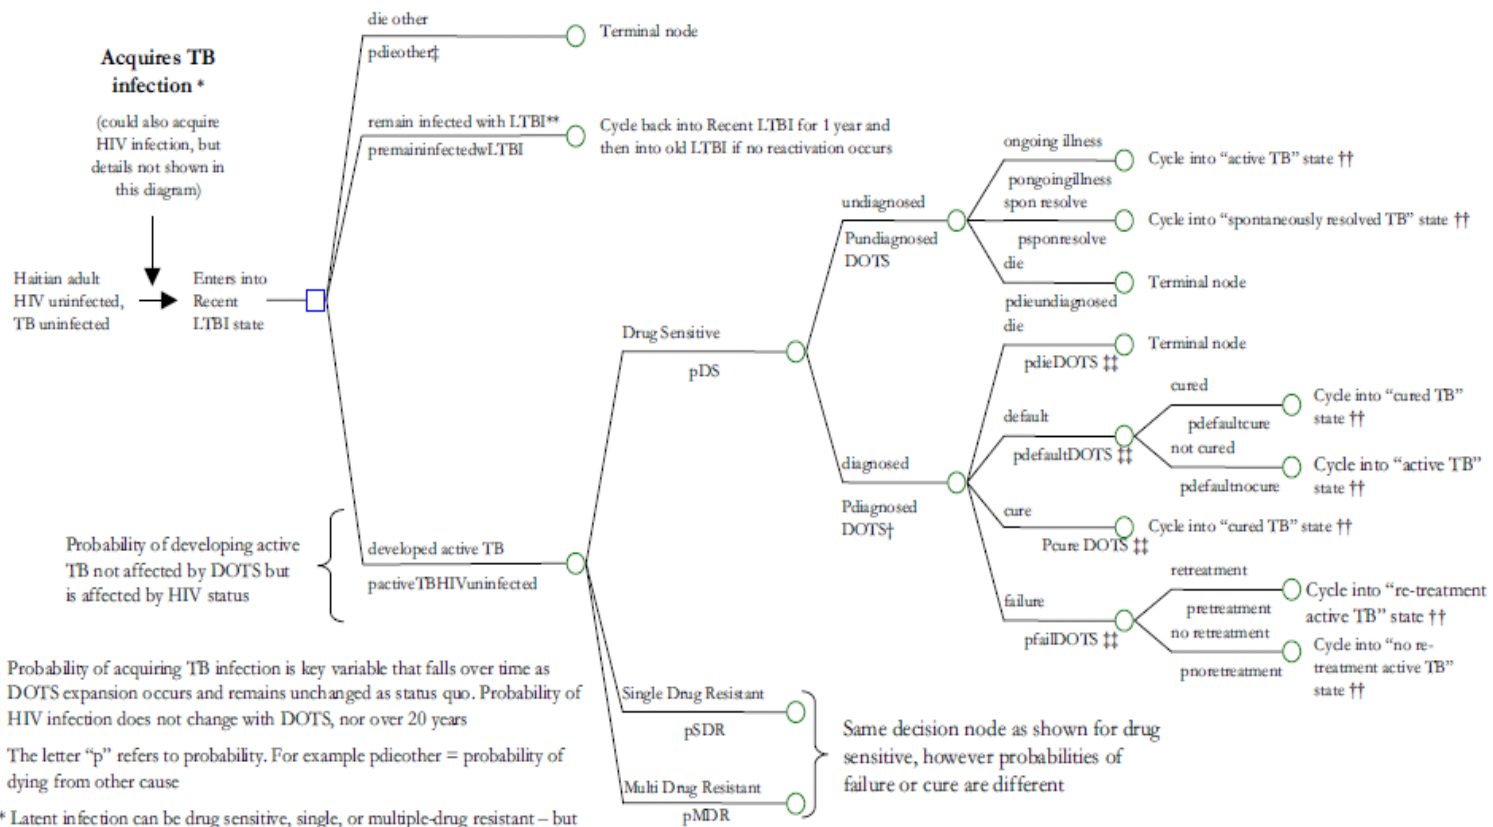 Acquires TB
infection *
(could also acquire
HIV infection, but
details not shown in
this diagram)
Haitian adult
HIV uninfected,
TB uninfected
Enters into
Recent
LTBI state
die other
pdieother‡
Terminal node
remain infected with LTBI**
premaininfectedwLTBI
Cycle back into Recent LTBI for 1 year and
then into old LTBI if no reactivation occurs
developed active TB
pactiveTBHIVuninfected
Probability of developing active
TB not affected by DOTS but
is affected by HIV status
Drug Sensitive
pDS
undiagnosed
Pundiagnosed
DOTS
ongoing illness
pongoingillness
Cycle into “active TB” state ††
spon resolve
psponresolve
Cycle into “spontaneously resolved TB” state ††
die
pdieundiagnosed
Terminal node
diagnosed
Pdiagnosed
DOTS†
die
pdieDOTS ‡‡
Terminal node
default
pdefaultDOTS ‡‡
cured
pdefaultcure
Cycle into “cured TB”
state ††
not cured
pdefaultnocure
Cycle into “active TB”
state ††
cure
Pcure DOTS ‡‡
Cycle into “cured TB” state ††
failure
pfailDOTS ‡‡
retreatment
pretreatment
Cycle into “re-treatment
active TB” state ††
no retreatment
pnoretreatment
Cycle into “no re-
treatment active TB”
state ††
Single Drug Resistant
pSDR
Multi Drug Resistant
pMDR
Same decision node as shown for drug
sensitive, however probabilities of
failure or cure are different
Probability of acquiring TB infection is key variable that falls over time as
DOTS expansion occurs and remains unchanged as status quo. Probability of
HIV infection does not change with DOTS, nor over 20 years
The letter “p” refers to probability. For example pdieother = probability of
dying from other cause
* Latent infection can be drug sensitive, single, or multiple-drug resistant – but